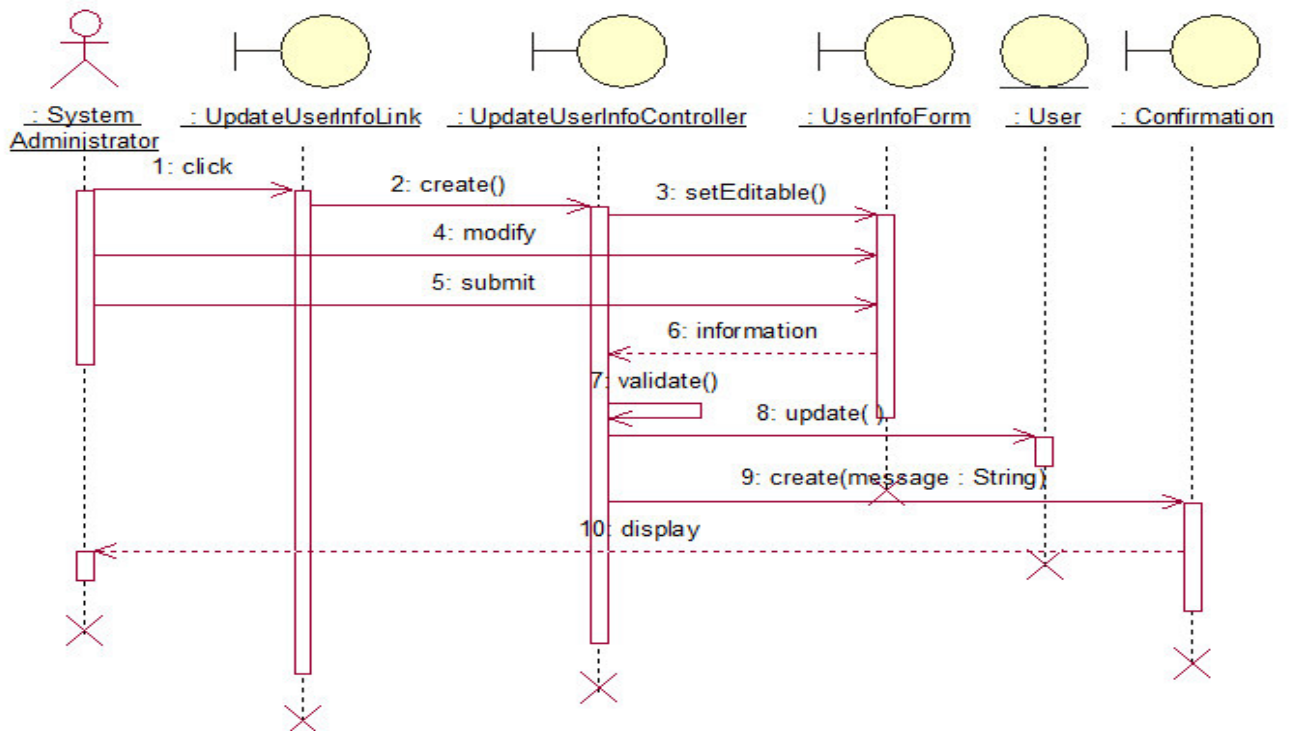 : System
Administrator
: UpdateUserInfoLink
: UpdateUserInfoController
: UserInfoForm
: User
: Confirmation
1: click
2: create()
3: setEditable()
4: modify
5: submit
6: information
7: validate()
8: update( )
9: create(message : String)
10: display